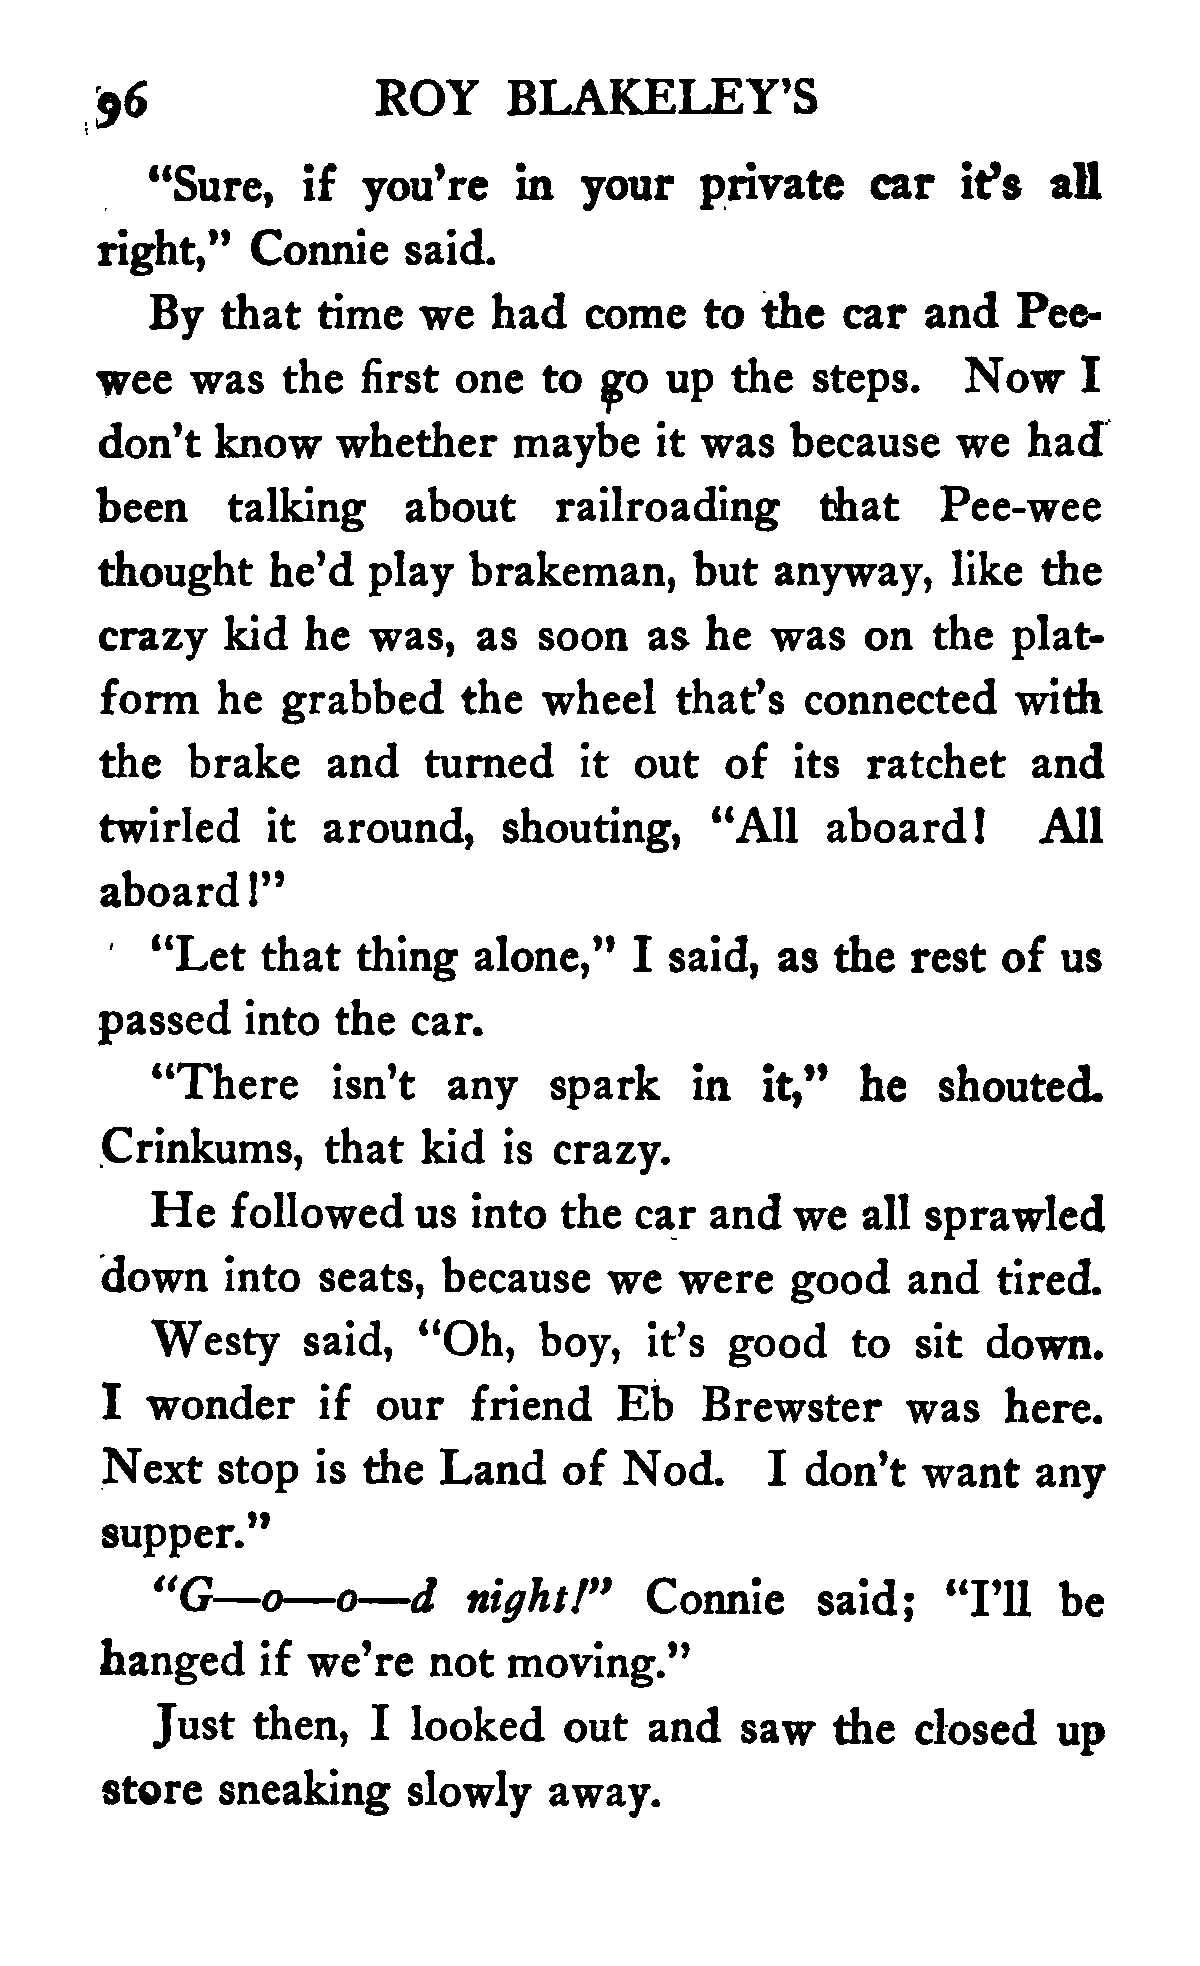 96 ROY BLAKELEY'S
“Sure, if you’re in your private car it’s all
right,” Connie said.
By that time we had come to the car and Pee-
wee was the first one to go up the steps. Now I
don’t know whether maybe it was because we had
been talking about railroading that Pee-wee
thought he’d play brakeman, but anyway, like the
crazy kid he was, as soon as he was on the plat-
form he grabbed the wheel that’s connected with
the brake and turned it out of its ratchet and
twirled it around, shouting, “All aboard! All
aboard!”
“Let that thing alone,” I said, as the rest of us
passed into the car.
“There isn’t any spark in it,” he shouted.
Crinkums, that kid is crazy.
He followed us into the car and we all sprawled
down into seats, because we were good and tired.
Westy said, “Oh, boy, it’s good to sit down.
I wonder if our friend Eb Brewster was here.
Next stop is the Land of Nod. I don’t want any
supper.”
“G—o—o—d night!” Connie said; “I’ll be
hanged if we’re not moving.”
Just then, I looked out and saw the closed up
store sneaking slowly away.